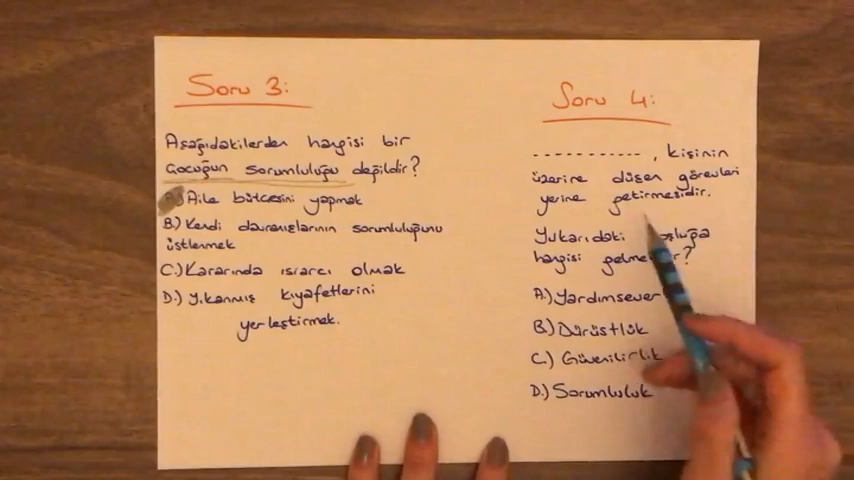 Soru 3:
Aşağıdakilerden hangisi bir
çocuğun sorumluluğu değildir?
A) Aile bütçesini yapmak
B.) Kendi davranışlarının sorumluluğunu
üstlenmek
C.) Kararında ısrarcı olmak
D.) Yıkanmış kıyafetlerini
yerleştirmek.
Soru 4:
- - - - - - - - - - - , kişinin
üzerine düşen görevleri
yerine getirmesidir.
Yukarıdaki
hangisi
A.) Yardımsever
B.) Dürüstlük
C.) Güvenilirlik
D.) Sorumluluk